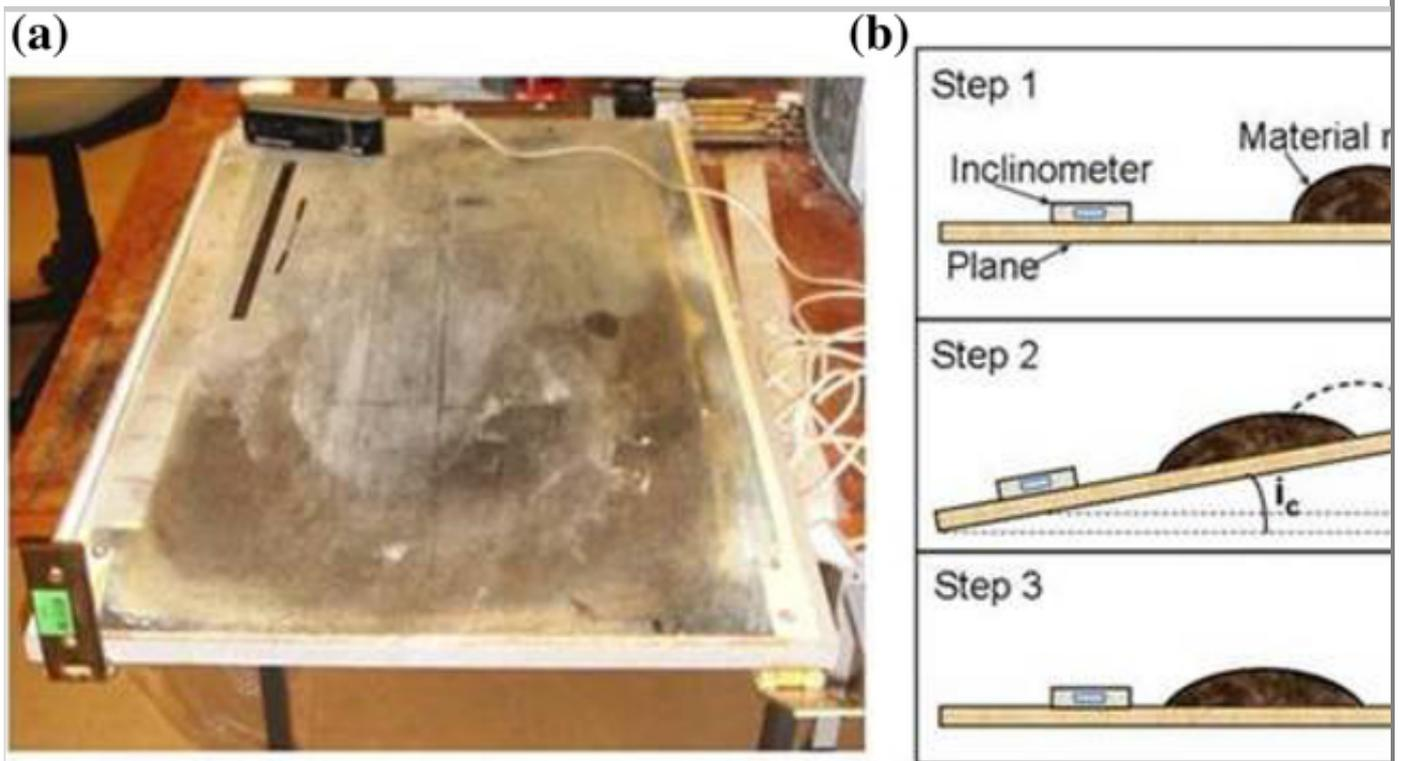 (a)
(b)
Step 1
Material r
Inclinometer
Plane
Step 2
ic
Step 3